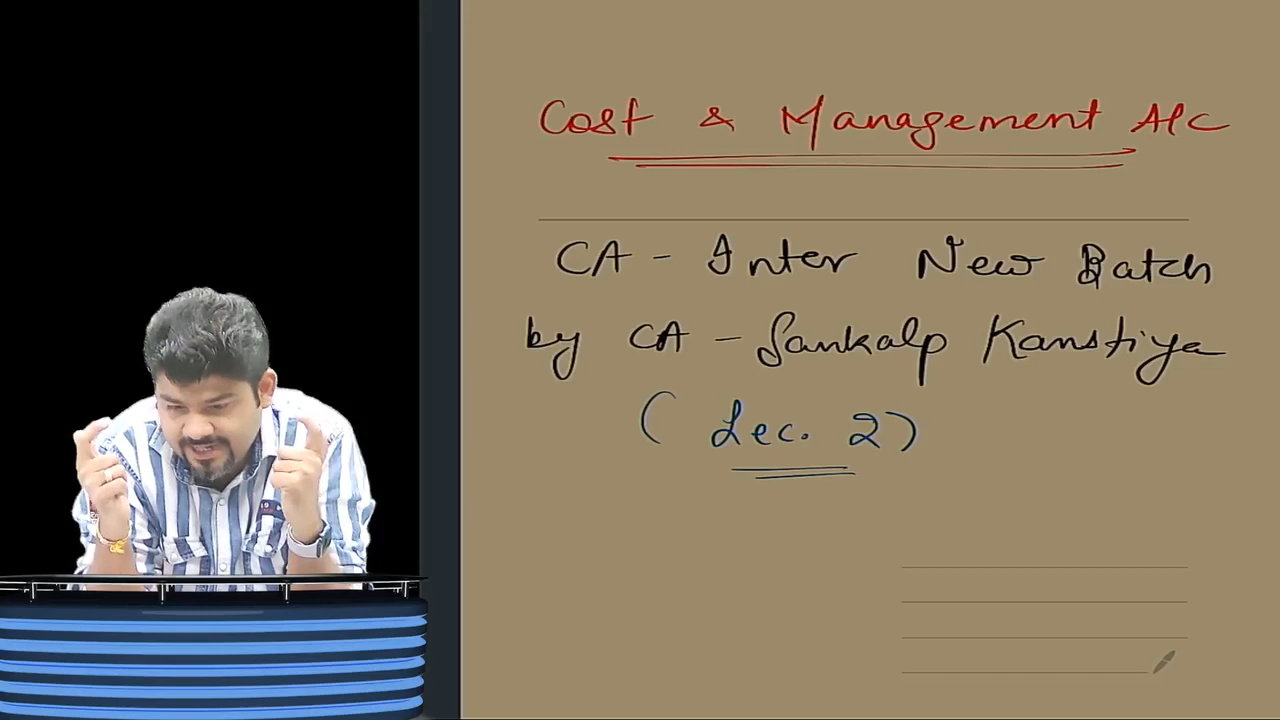 Cost & Management A/C
CA - Inter New Batch
by CA - Sankalp Kanstiya
(Lec. 2)